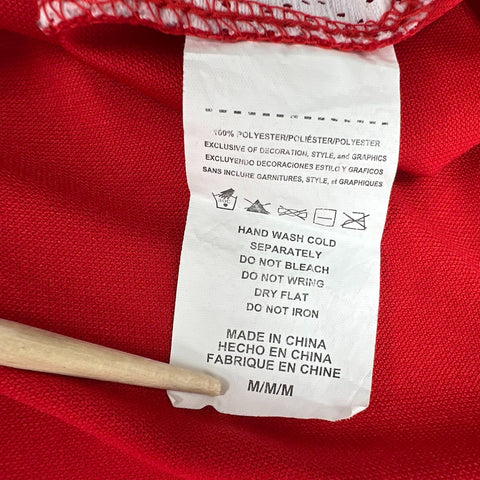 100% POLYESTER/POLIÉSTER/POLYESTER
EXCLUSIVE OF DECORATION, STYLE, and GRAPHICS
EXCLUYENDO DECORACIONES ESTILO Y GRAFICOS
SANS INCLURE GARNITURES, STYLE, et GRAPHIQUES
HAND WASH COLD
SEPARATELY
DO NOT BLEACH
DO NOT WRING
DRY FLAT
DO NOT IRON
MADE IN CHINA
HECHO EN CHINA
FABRIQUE EN CHINE
M/M/M